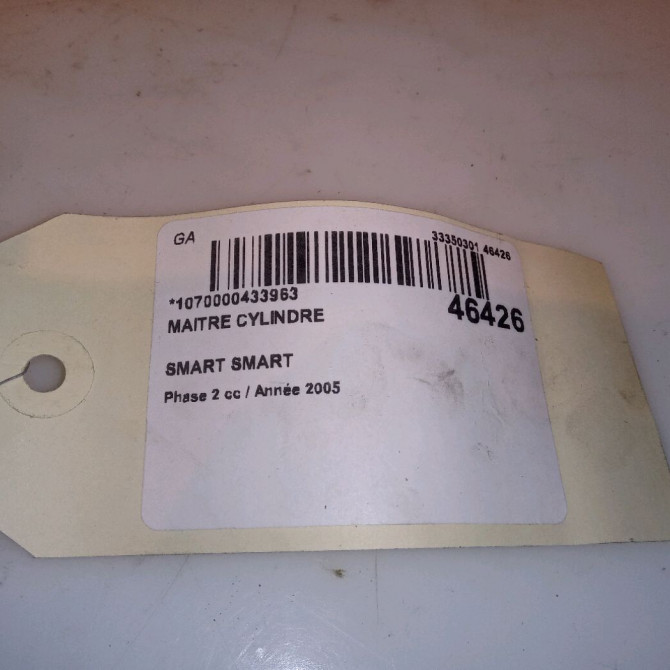 GA
33350301 46426
*1070000433963
46426
MAITRE CYLINDRE
SMART SMART
Phase 2 cc / Année 2005